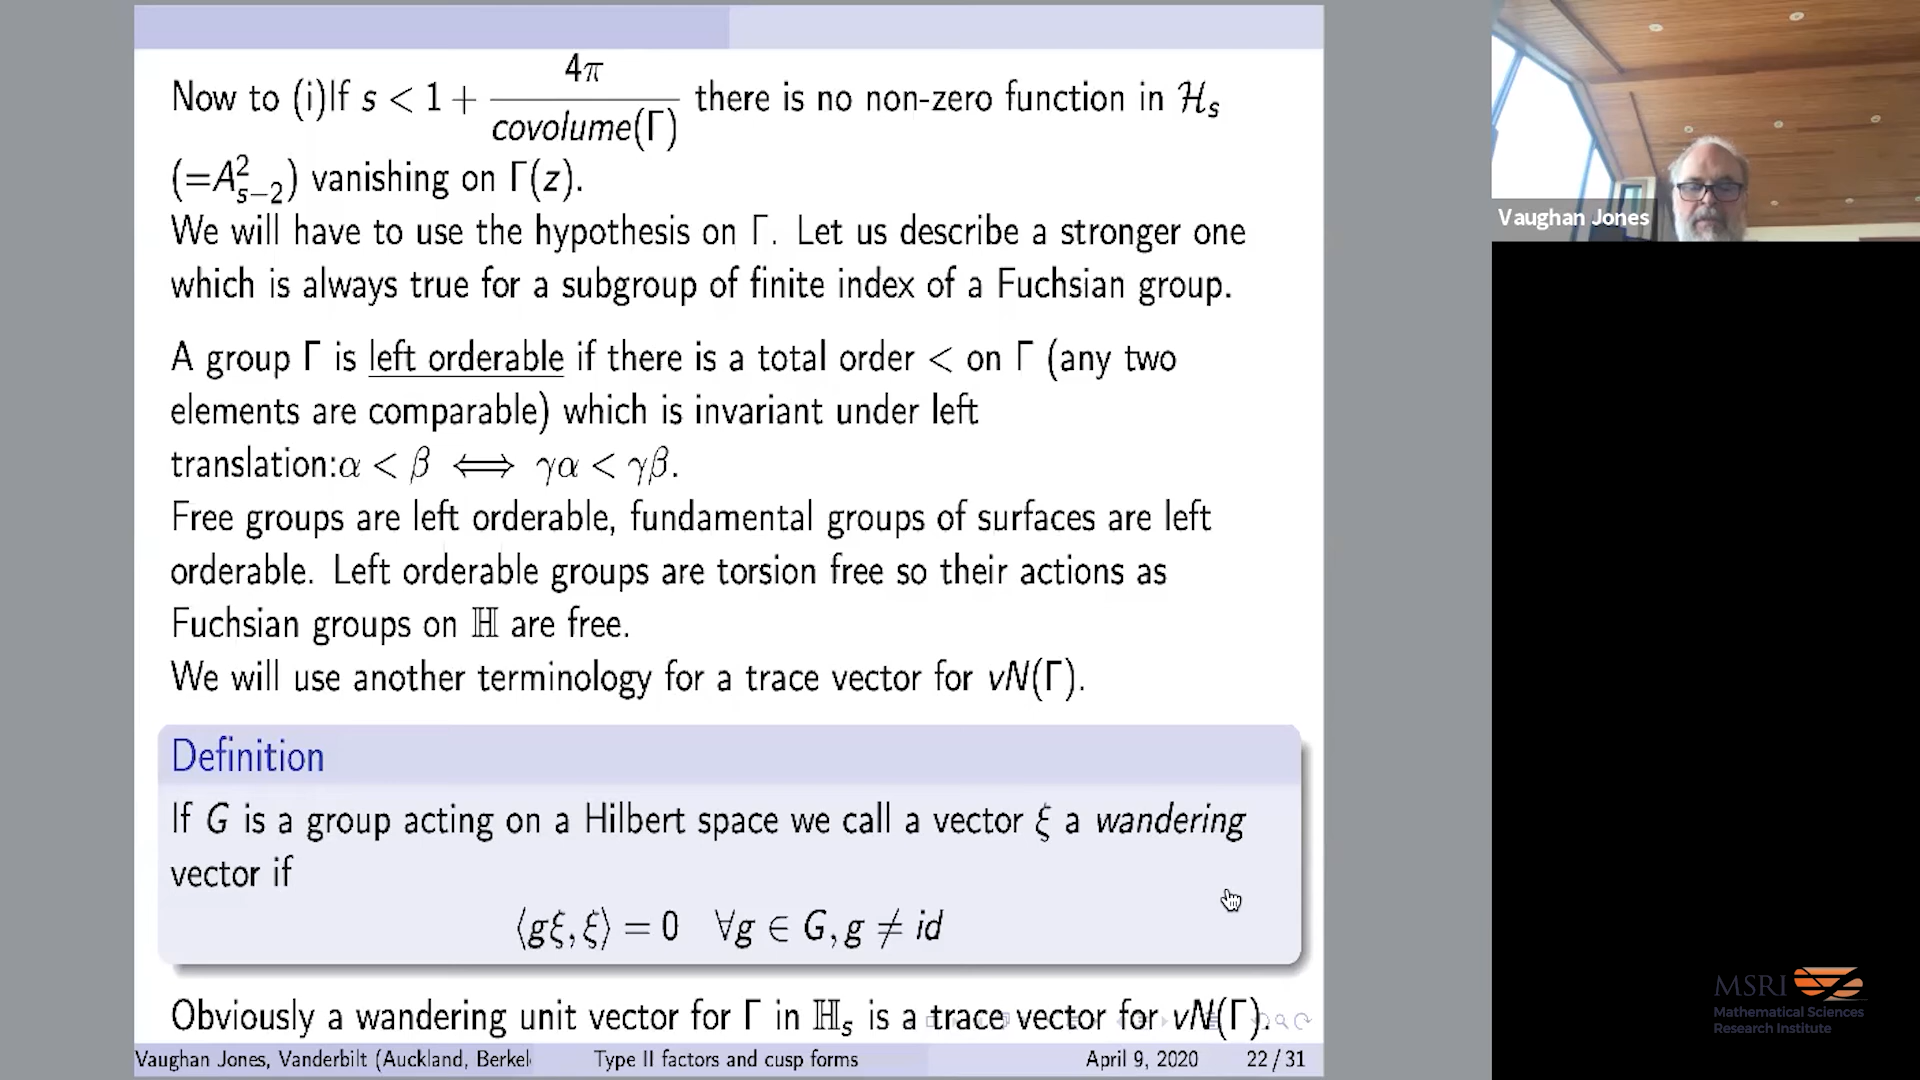 Now to (i)If s < 1 + 4π / covolume(Γ) there is no non-zero function in ℋₛ
(=A²ₛ₋₂) vanishing on Γ(z).
We will have to use the hypothesis on Γ. Let us describe a stronger one
which is always true for a subgroup of finite index of a Fuchsian group.
A group Γ is left orderable if there is a total order < on Γ (any two
elements are comparable) which is invariant under left
translation:α < β ⟺ γα < γβ.
Free groups are left orderable, fundamental groups of surfaces are left
orderable. Left orderable groups are torsion free so their actions as
Fuchsian groups on ℍ are free.
We will use another terminology for a trace vector for vN(Γ).
Definition
If G is a group acting on a Hilbert space we call a vector ξ a wandering
vector if
⟨gξ, ξ⟩ = 0 ∀g ∈ G, g ≠ id
Obviously a wandering unit vector for Γ in ℍₛ is a trace vector for vN(Γ).
Vaughan Jones, Vanderbilt (Auckland, Berkel Type II factors and cusp forms April 9, 2020 22 / 31
Vaughan Jones
MSRI
Mathematical Sciences
Research Institute